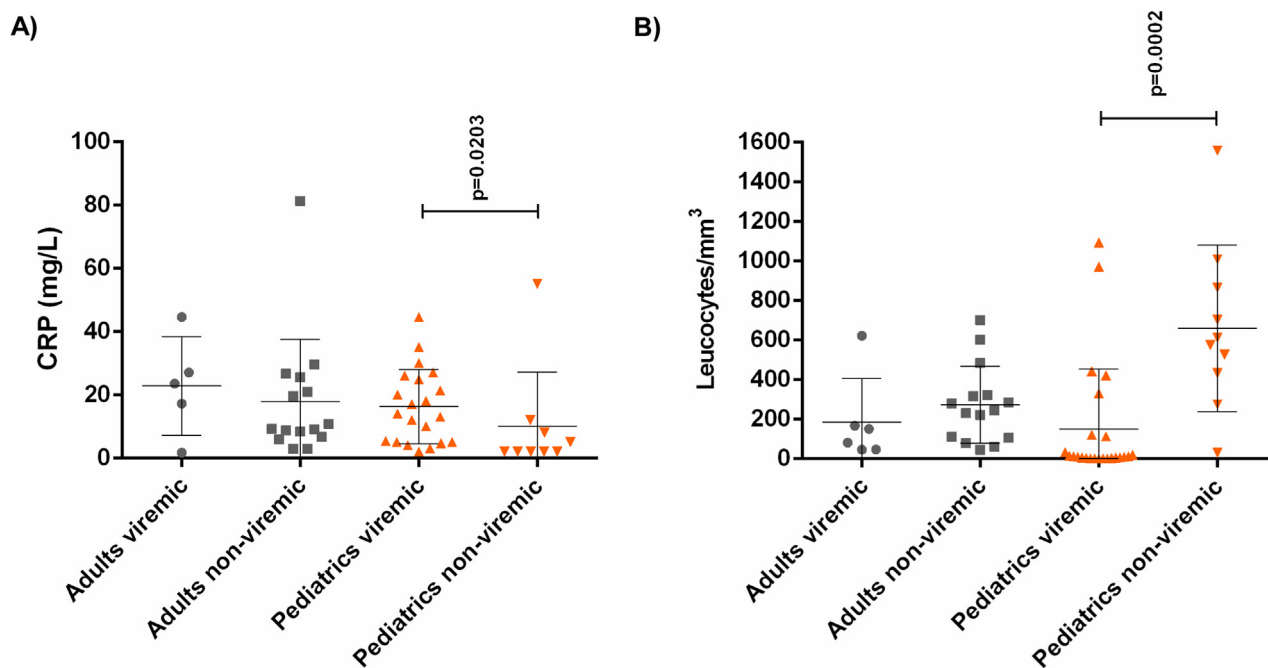 A)
p=0.0203
CRP (mg/L)
100
80
60
40
20
0
Adults viremic
Adults non-viremic
Pediatrics viremic
Pediatrics non-viremic
B)
p=0.0002
Leucocytes/mm³
1600
1400
1200
1000
800
600
400
200
0
Adults viremic
Adults non-viremic
Pediatrics viremic
Pediatrics non-viremic